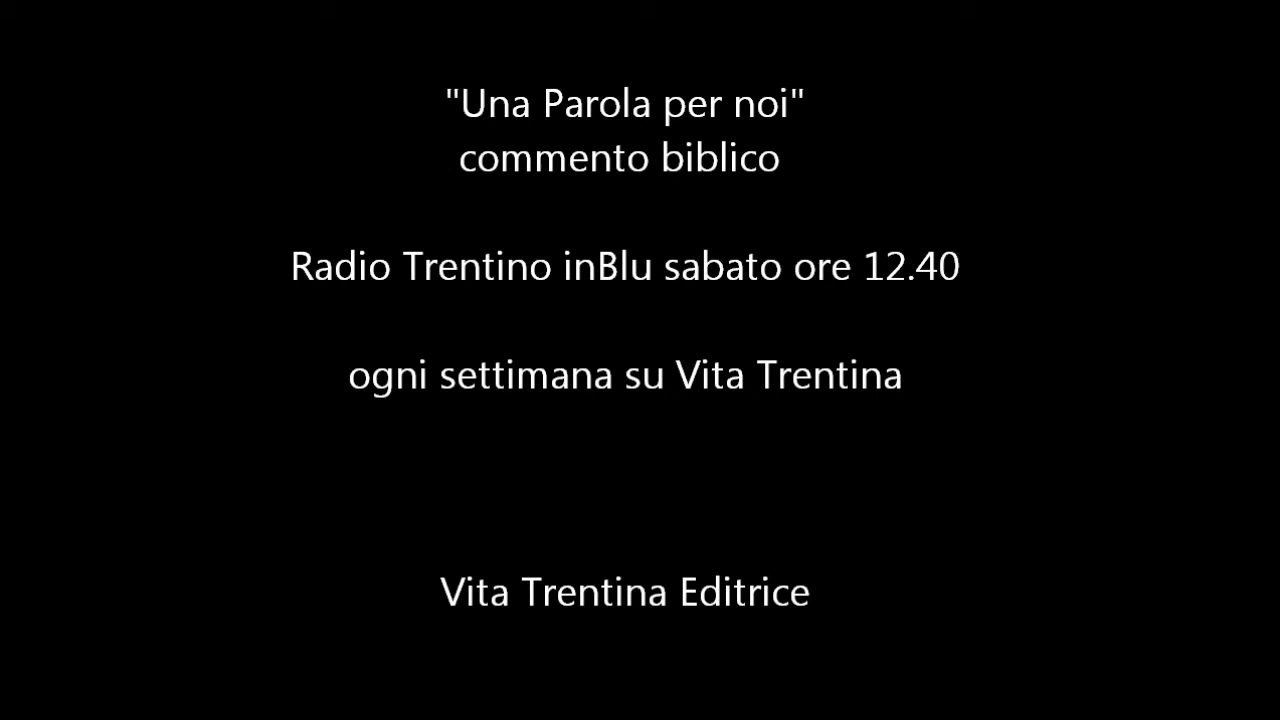 "Una Parola per noi"
commento biblico
Radio Trentino inBlu sabato ore 12.40
ogni settimana su Vita Trentina
Vita Trentina Editrice